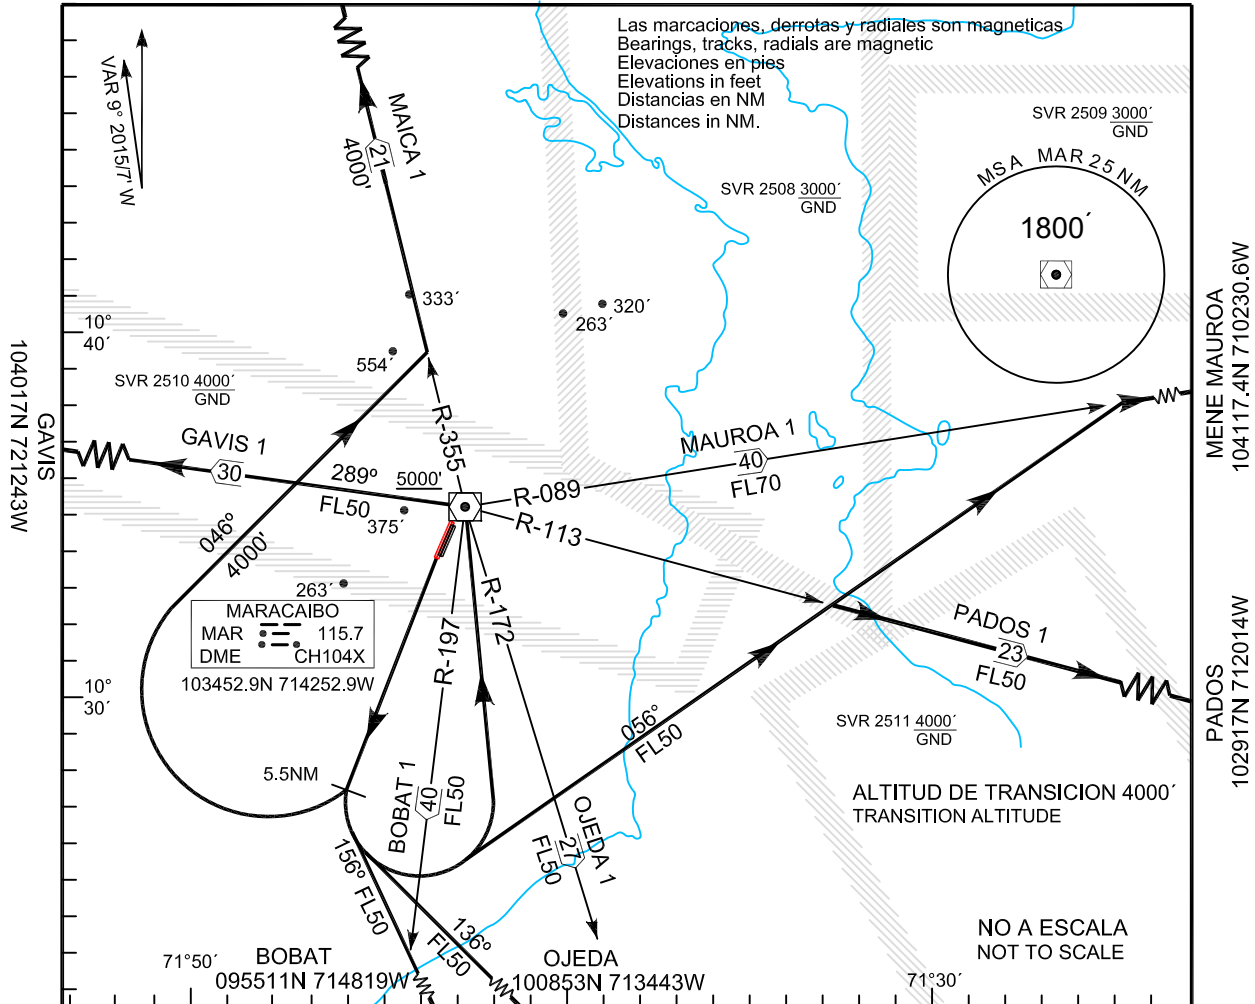 Las marcaciones, derrotas y radiales son magneticas
Bearings, tracks, radials are magnetic
Elevaciones en pies
Elevations in feet
Distancias en NM
Distances in NM.
VAR 9° 2015/7' W
MAICA 1
21
4000'
SVR 2509 3000´
GND
SVR 2508 3000´
GND
MSA MAR 25 NM
1800´
333´
320´
263´
554´
10°
40'
SVR 2510 4000´
GND
GAVIS
104017N 721243W
GAVIS 1
30
289º
FL50
5000'
375´
R-355
R-089
MAUROA 1
40
FL70
R-113
MENE MAUROA
104117.4N 710230.6W
046º
4000'
263´
MARACAIBO
MAR 115.7
DME CH104X
103452.9N 714252.9W
R-197
R-172
PADOS 1
23
FL50
PADOS
102917N 712014W
10°
30'
056°
FL50
SVR 2511 4000´
GND
5.5NM
BOBAT 1
40
FL50
OJEDA 1
27
FL50
ALTITUD DE TRANSICION 4000´
TRANSITION ALTITUDE
156º FL50
136º
FL50
NO A ESCALA
NOT TO SCALE
BOBAT
095511N 714819W
OJEDA
100853N 713443W
71°50´
71°30´